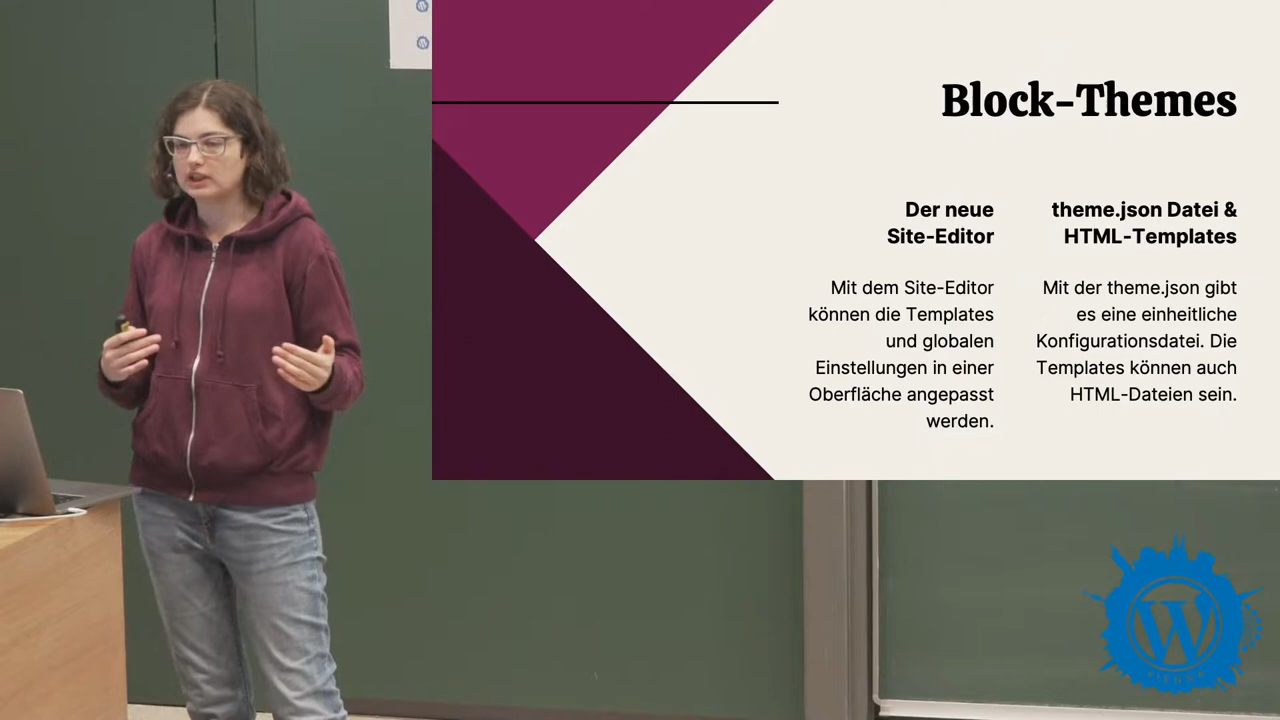 Block-Themes
Der neue
Site-Editor
Mit dem Site-Editor
können die Templates
und globalen
Einstellungen in einer
Oberfläche angepasst
werden.
theme.json Datei &
HTML-Templates
Mit der theme.json gibt
es eine einheitliche
Konfigurationsdatei. Die
Templates können auch
HTML-Dateien sein.
W
VIENNA